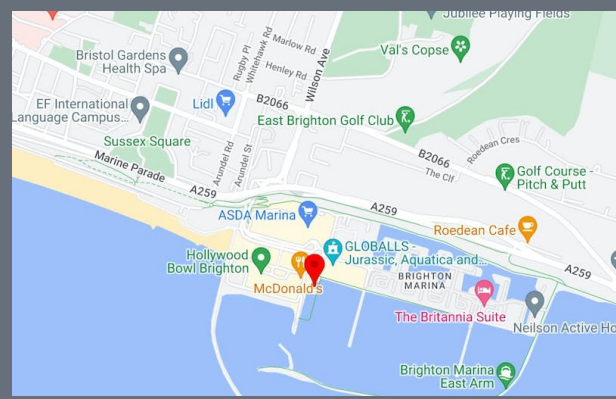 Jubilee Playing Fields
Marlow Rd
Val's Copse
Bristol Gardens
Health Spa
Rugby Pl
Whitehawk Rd
Henley Rd
Wilson Ave
EF International
Language Campus...
Lidl
B2066
East Brighton Golf Club
Sussex Square
Roedean Cres
B2066
The Clf
Marine Parade
Arundel Rd
Arundel St
Golf Course -
Pitch & Putt
A259
ASDA Marina
A259
Roedean Cafe
Hollywood
Bowl Brighton
GLOBALLS -
Jurassic, Aquatica and...
A259
McDonald's
BRIGHTON
MARINA
The Britannia Suite
Neilson Active Ho
Brighton Marina
East Arm